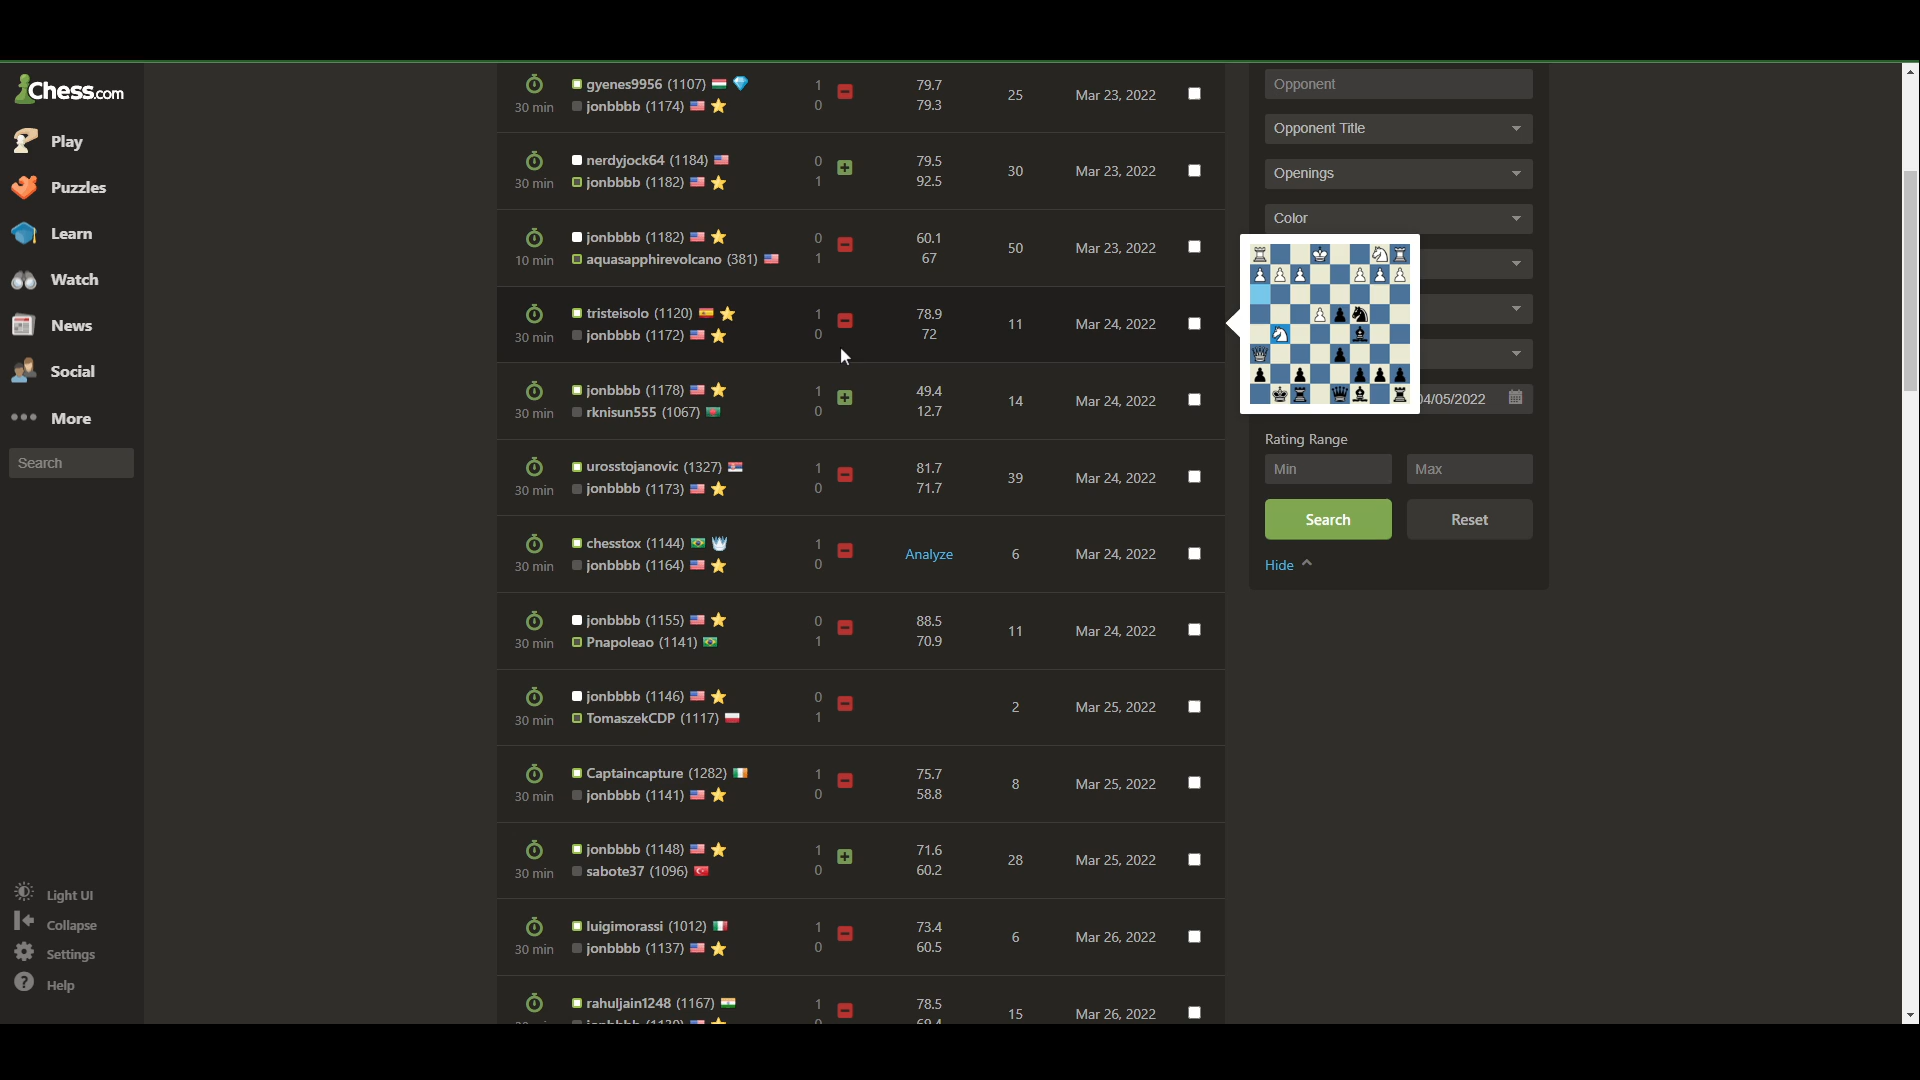 Chess.com
Play
Puzzles
Learn
Watch
News
Social
More
Search
Light UI
Collapse
Settings
Help
30 min
gyenes9956 (1107)
jonbbbb (1174)
1
0
79.7
79.3
25
Mar 23, 2022
30 min
nerdyjock64 (1184)
jonbbbb (1182)
0
1
79.5
92.5
30
Mar 23, 2022
10 min
jonbbbb (1182)
aquasapphirevolcano (381)
0
1
60.1
67
50
Mar 23, 2022
30 min
tristeisolo (1120)
jonbbbb (1172)
1
0
78.9
72
11
Mar 24, 2022
30 min
jonbbbb (1178)
rknisun555 (1067)
1
0
49.4
12.7
14
Mar 24, 2022
30 min
urosstojanovic (1327)
jonbbbb (1173)
1
0
81.7
71.7
39
Mar 24, 2022
30 min
chesstox (1144)
jonbbbb (1164)
1
0
Analyze
6
Mar 24, 2022
30 min
jonbbbb (1155)
Pnapoleao (1141)
0
1
88.5
70.9
11
Mar 24, 2022
30 min
jonbbbb (1146)
TomaszekCDP (1117)
0
1
2
Mar 25, 2022
30 min
Captaincapture (1282)
jonbbbb (1141)
1
0
75.7
58.8
8
Mar 25, 2022
30 min
jonbbbb (1148)
sabote37 (1096)
1
0
71.6
60.2
28
Mar 25, 2022
30 min
luigimorassi (1012)
jonbbbb (1137)
1
0
73.4
60.5
6
Mar 26, 2022
rahuljain1248 (1167)
1
78.5
15
Mar 26, 2022
Opponent
Opponent Title
Openings
Color
04/05/2022
Rating Range
Min
Max
Search
Reset
Hide